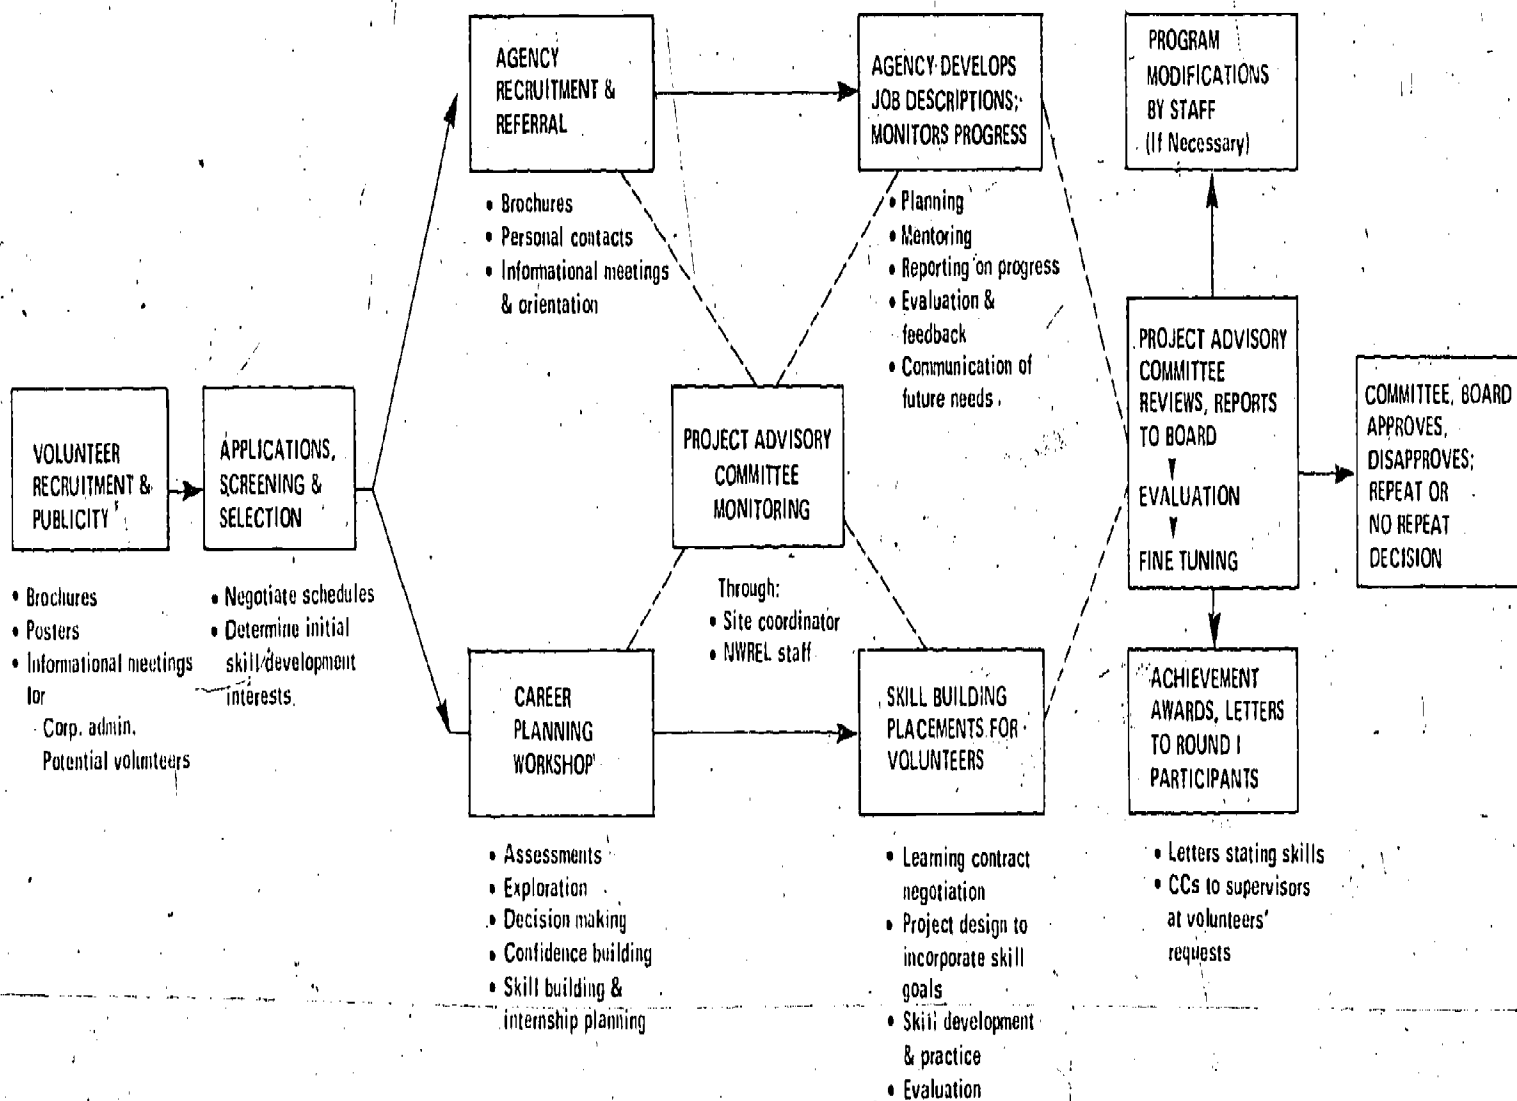 VOLUNTEER
RECRUITMENT &
PUBLICITY
• Brochures
• Posters
• Informational meetings
for
Corp. admin.
Potential volunteers
APPLICATIONS,
SCREENING &
SELECTION
• Negotiate schedules
• Determine initial
skill development
interests
AGENCY
RECRUITMENT &
REFERRAL
• Brochures
• Personal contacts
• Informational meetings
& orientation
AGENCY DEVELOPS
JOB DESCRIPTIONS;
MONITORS PROGRESS
• Planning
• Mentoring
• Reporting on progress
• Evaluation &
feedback
• Communication of
future needs
PROJECT ADVISORY
COMMITTEE
MONITORING
Through:
• Site coordinator
• NWREL staff
CAREER
PLANNING
WORKSHOP
• Assessments
• Exploration
• Decision making
• Confidence building
• Skill building &
internship planning
SKILL BUILDING
PLACEMENTS FOR
VOLUNTEERS
• Learning contract
negotiation
• Project design to
incorporate skill
goals
• Skill development
& practice
• Evaluation
PROGRAM
MODIFICATIONS
BY STAFF
(If Necessary)
PROJECT ADVISORY
COMMITTEE
REVIEWS, REPORTS
TO BOARD
EVALUATION
FINE TUNING
COMMITTEE, BOARD
APPROVES,
DISAPPROVES;
REPEAT OR
NO REPEAT
DECISION
ACHIEVEMENT
AWARDS, LETTERS
TO ROUND I
PARTICIPANTS
• Letters stating skills
• CCs to supervisors
at volunteers'
requests